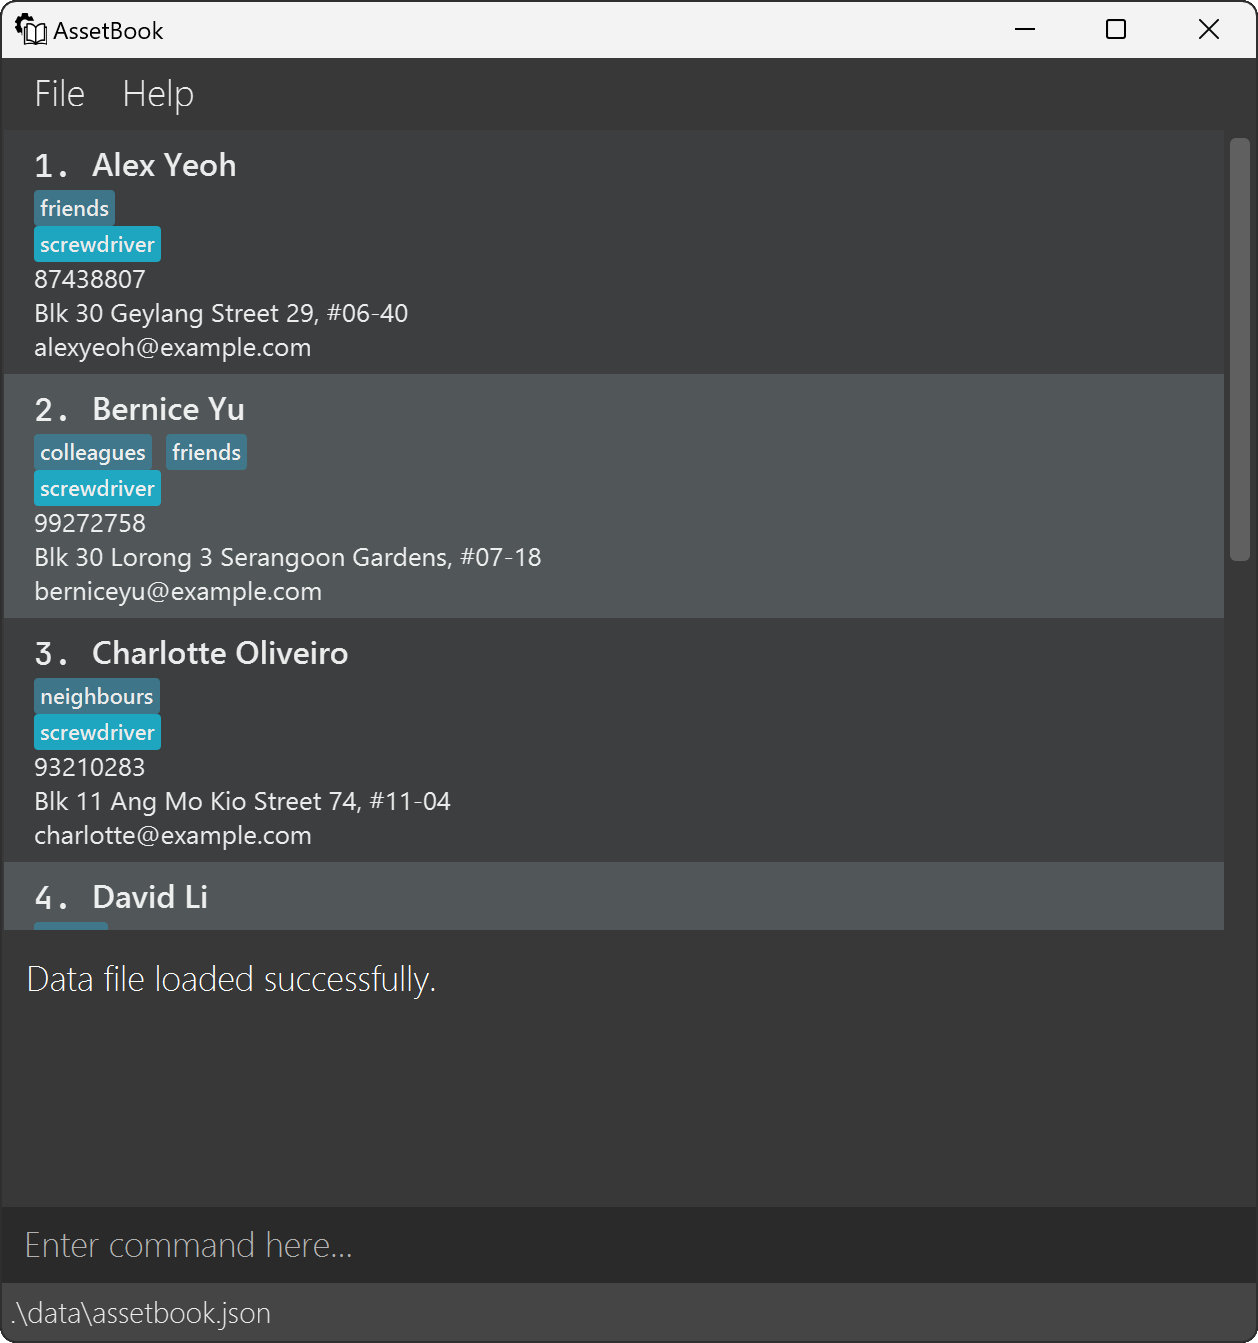 AssetBook
File Help
1. Alex Yeoh
friends
screwdriver
87438807
Blk 30 Geylang Street 29, #06-40
alexyeoh@example.com
2. Bernice Yu
colleagues friends
screwdriver
99272758
Blk 30 Lorong 3 Serangoon Gardens, #07-18
berniceyu@example.com
3. Charlotte Oliveiro
neighbours
screwdriver
93210283
Blk 11 Ang Mo Kio Street 74, #11-04
charlotte@example.com
4. David Li
Data file loaded successfully.
Enter command here...
.\data\assetbook.json